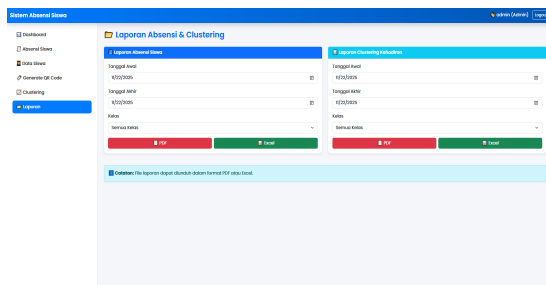 Sistem Absensi Siswa
admin (Admin)
logout
Dashboard
Absensi Siswa
Data Siswa
Generate QR Code
Clustering
Laporan
Laporan Absensi & Clustering
Laporan Absensi Siswa
Tanggal Awal
11/22/2025
Tanggal Akhir
11/22/2025
Kelas
Semua Kelas
PDF
Excel
Laporan Clustering Kehadiran
Tanggal Awal
11/22/2025
Tanggal Akhir
11/22/2025
Kelas
Semua Kelas
PDF
Excel
Catatan: File laporan dapat diunduh dalam format PDF atau Excel.